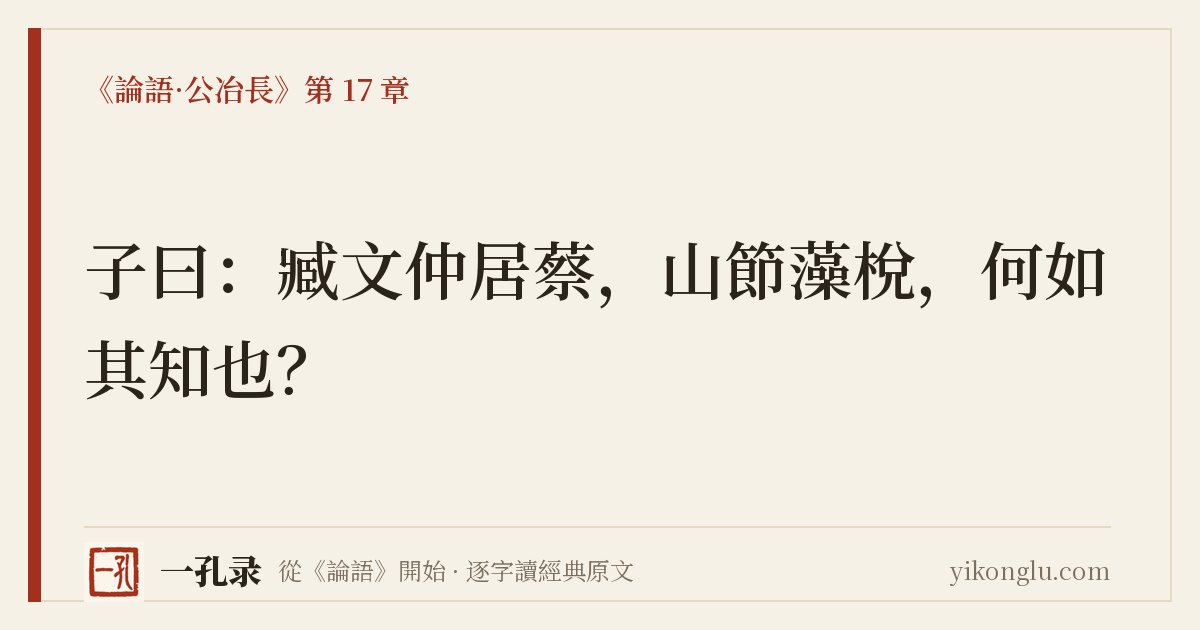 《論語·公冶長》第 17 章
子曰：臧文仲居蔡，山節藻梲，何如
其知也？
一孔
一孔录 從《論語》開始 · 逐字讀經典原文
yikonglu.com